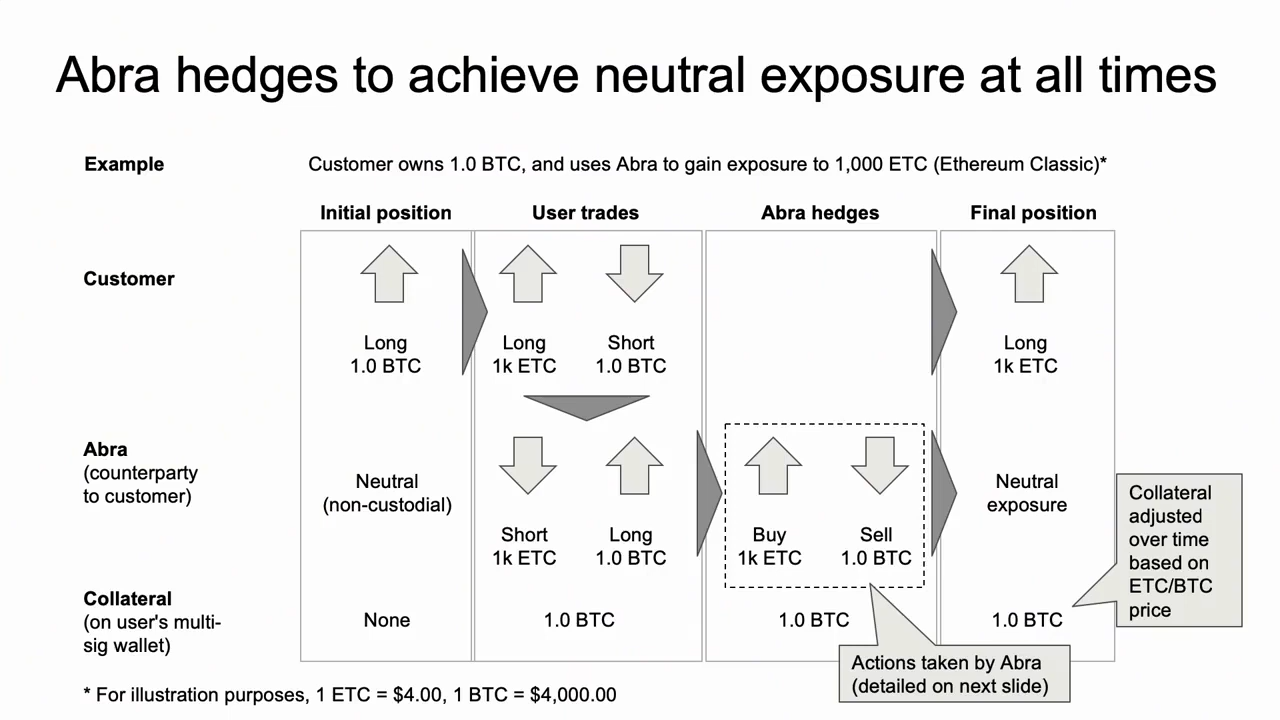 Abra hedges to achieve neutral exposure at all times
Example
Customer owns 1.0 BTC, and uses Abra to gain exposure to 1,000 ETC (Ethereum Classic)*
Initial position
User trades
Abra hedges
Final position
Customer
Long
1.0 BTC
Long
1k ETC
Short
1.0 BTC
Long
1k ETC
Abra
(counterparty
to customer)
Neutral
(non-custodial)
Short
1k ETC
Long
1.0 BTC
Buy
1k ETC
Sell
1.0 BTC
Neutral
exposure
Collateral
adjusted
over time
based on
ETC/BTC
price
Collateral
(on user's multi-
sig wallet)
None
1.0 BTC
1.0 BTC
1.0 BTC
Actions taken by Abra
(detailed on next slide)
* For illustration purposes, 1 ETC = $4.00, 1 BTC = $4,000.00